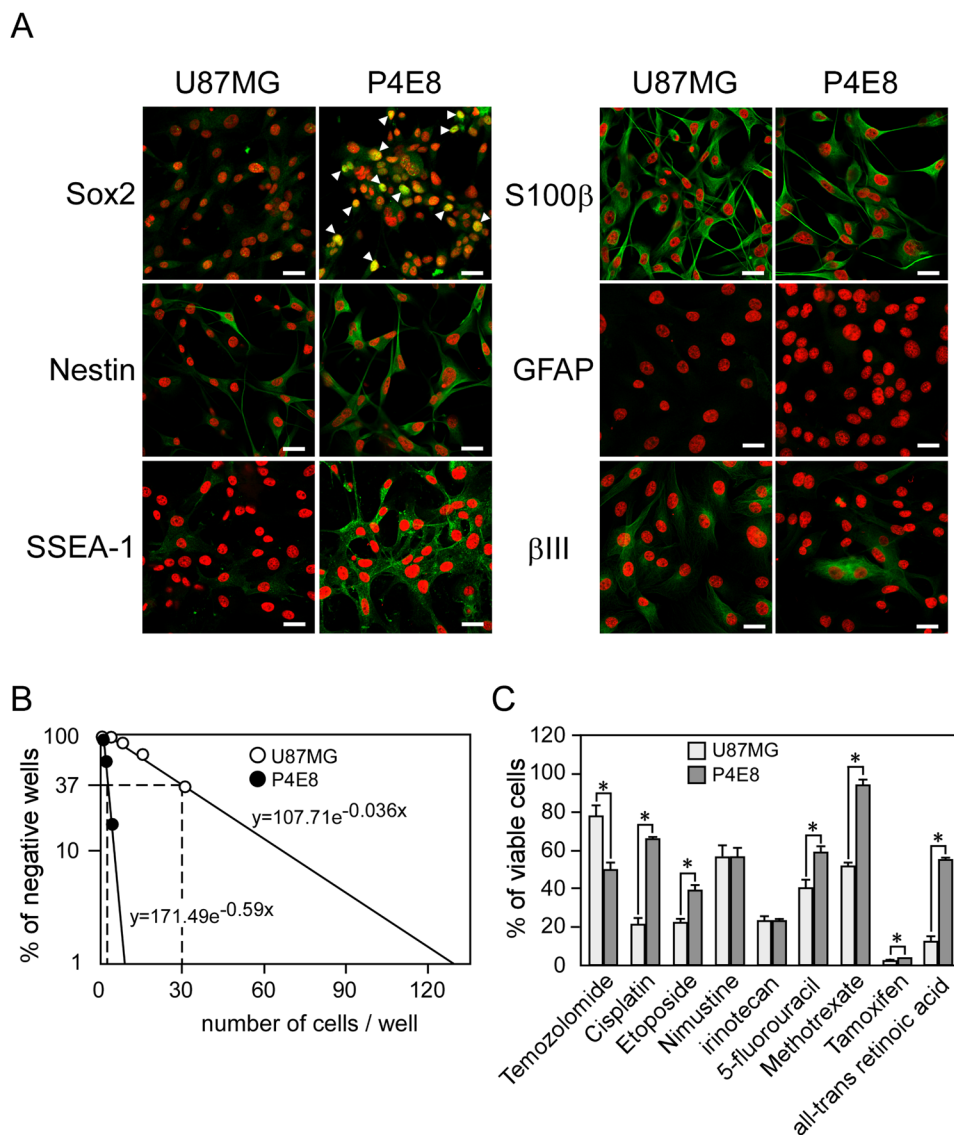 A
U87MG P4E8 U87MG P4E8
Sox2 S100β
Nestin GFAP
SSEA-1 βIII
B
100
37
10
1
0 30 60 90 120
% of negative wells
number of cells / well
U87MG
P4E8
y=107.71e-0.036x
y=171.49e-0.59x
C
120
100
80
60
40
20
0
% of viable cells
U87MG
P4E8
* * * * * * *
Temozolomide
Cisplatin
Etoposide
Nimustine
irinotecan
5-fluorouracil
Methotrexate
Tamoxifen
all-trans retinoic acid